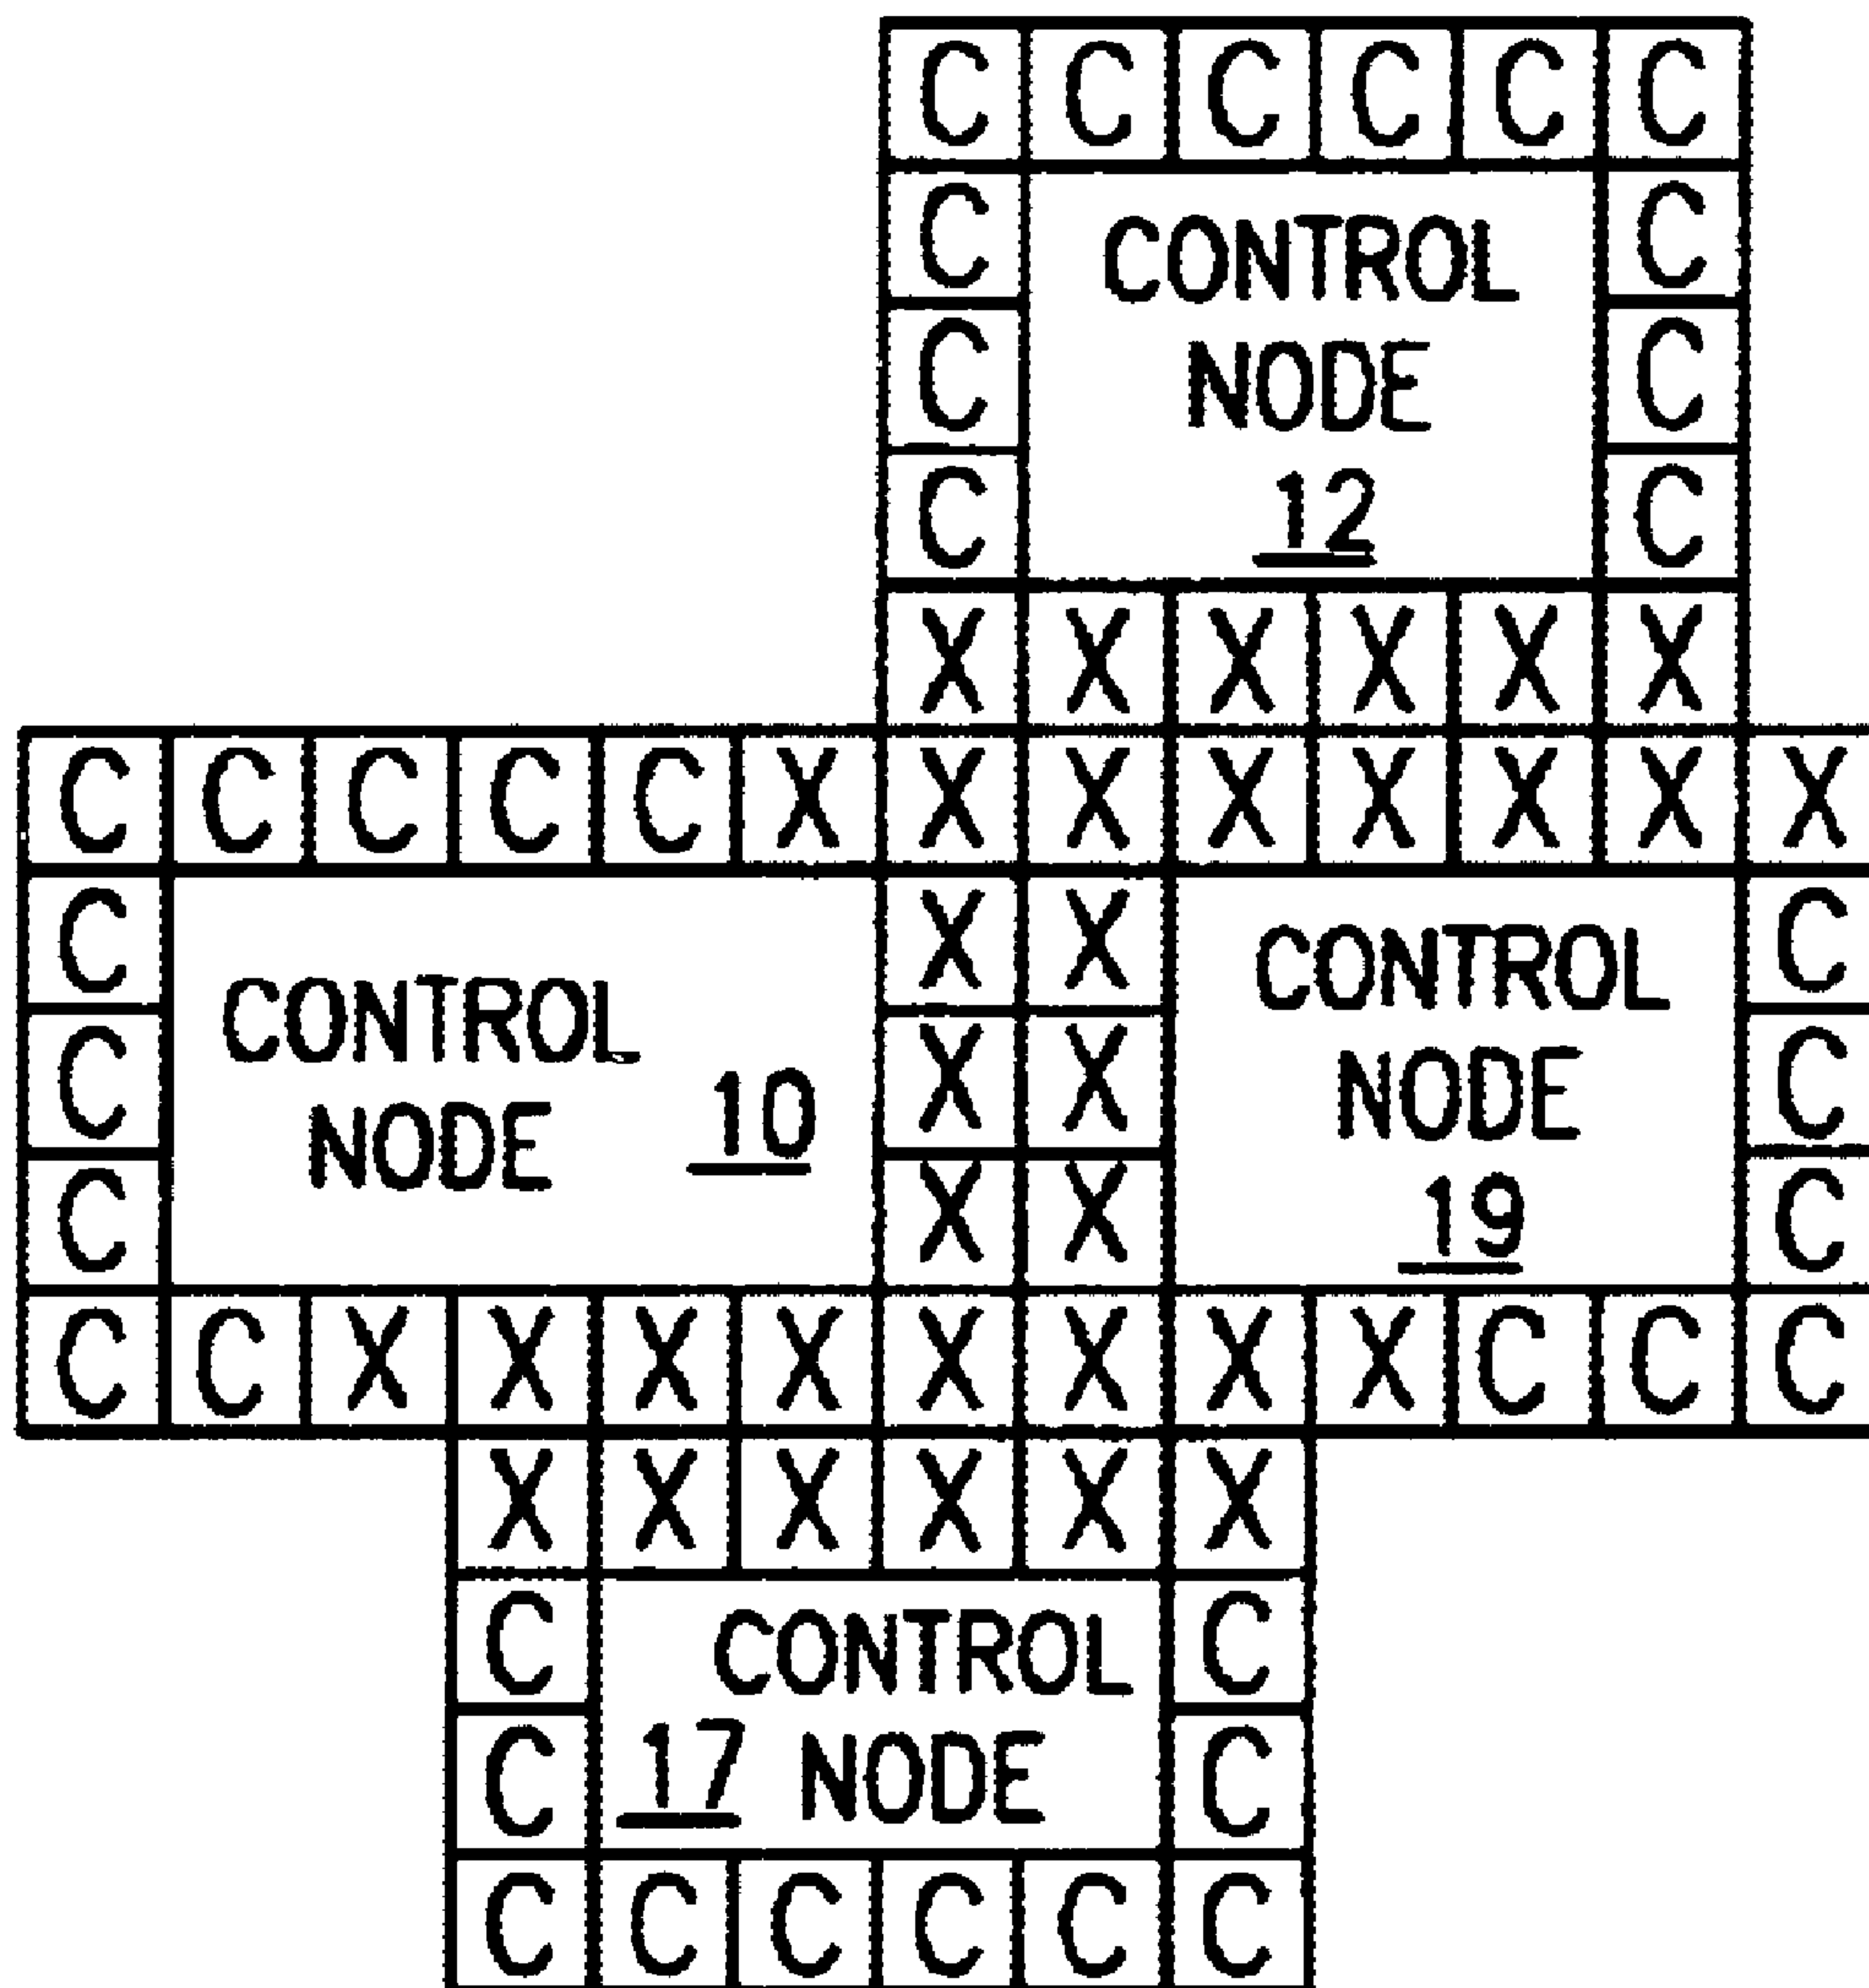 C C C C C C
C CONTROL C
C NODE C
C 12 C
X X X X X X
C C C C C X X X X X X X X
C X X CONTROL C
CONTROL
C NODE 10 X X NODE C
C X X 19 C
C C X X X X X X X X C C C
X X X X X X
C CONTROL C
C 17 NODE C
C C C C C C